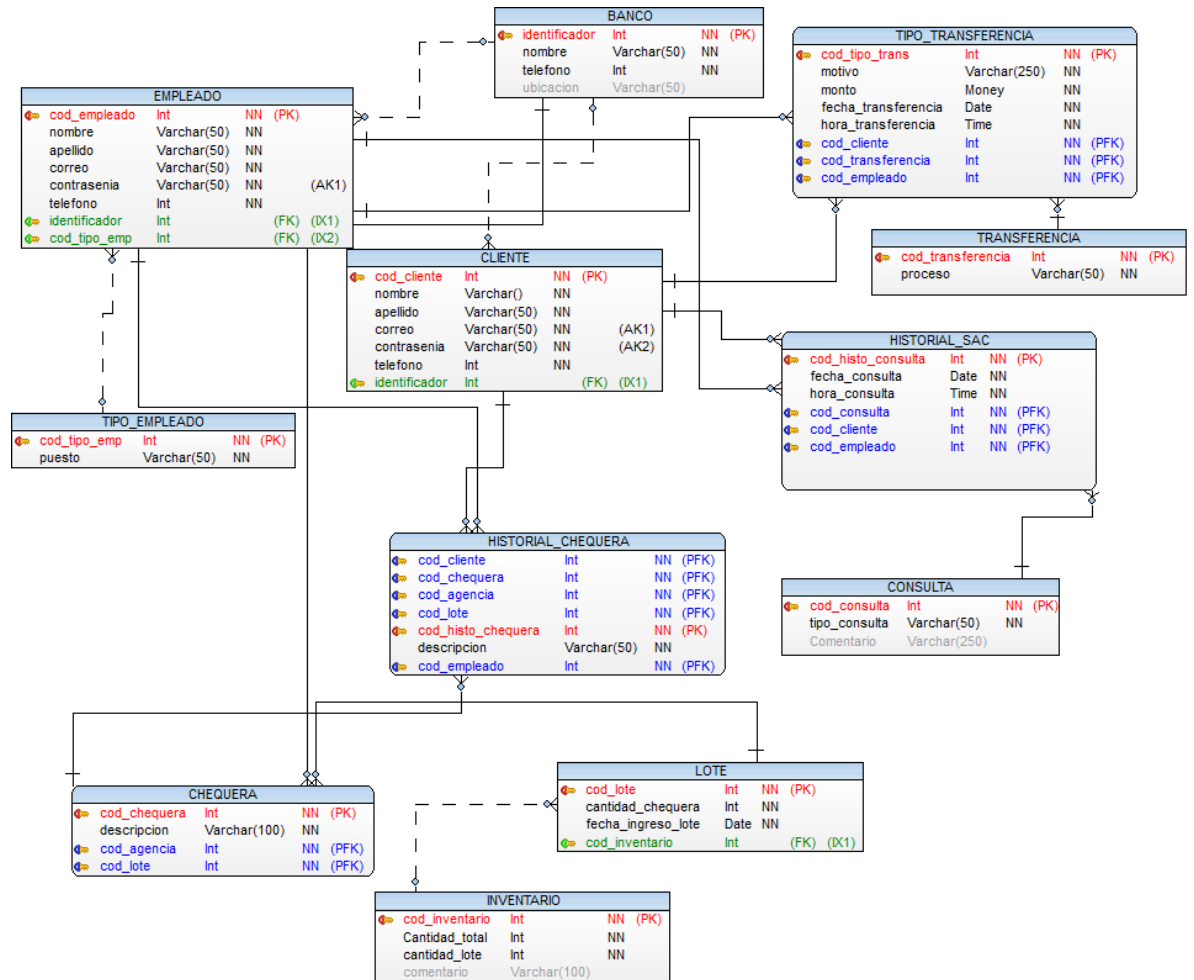 BANCO
identificador Int NN (PK)
nombre Varchar(50) NN
telefono Int NN
ubicacion Varchar(50)
TIPO_TRANSFERENCIA
cod_tipo_trans Int NN (PK)
motivo Varchar(250) NN
monto Money NN
fecha_transferencia Date NN
hora_transferencia Time NN
cod_cliente Int NN (PFK)
cod_transferencia Int NN (PFK)
cod_empleado Int NN (PFK)
EMPLEADO
cod_empleado Int NN (PK)
nombre Varchar(50) NN
apellido Varchar(50) NN
correo Varchar(50) NN
contrasenia Varchar(50) NN (AK1)
telefono Int NN
identificador Int (FK) (IX1)
cod_tipo_emp Int (FK) (IX2)
TRANSFERENCIA
cod_transferencia Int NN (PK)
proceso Varchar(50) NN
CLIENTE
cod_cliente Int NN (PK)
nombre Varchar() NN
apellido Varchar(50) NN
correo Varchar(50) NN (AK1)
contrasenia Varchar(50) NN (AK2)
telefono Int NN
identificador Int (FK) (IX1)
HISTORIAL_SAC
cod_histo_consulta Int NN (PK)
fecha_consulta Date NN
hora_consulta Time NN
cod_consulta Int NN (PFK)
cod_cliente Int NN (PFK)
cod_empleado Int NN (PFK)
TIPO_EMPLEADO
cod_tipo_emp Int NN (PK)
puesto Varchar(50) NN
HISTORIAL_CHEQUERA
cod_cliente Int NN (PFK)
cod_chequera Int NN (PFK)
cod_agencia Int NN (PFK)
cod_lote Int NN (PFK)
cod_histo_chequera Int NN (PK)
descripcion Varchar(50) NN
cod_empleado Int NN (PFK)
CONSULTA
cod_consulta Int NN (PK)
tipo_consulta Varchar(50) NN
Comentario Varchar(250)
LOTE
cod_lote Int NN (PK)
cantidad_chequera Int NN
fecha_ingreso_lote Date NN
cod_inventario Int (FK) (IX1)
CHEQUERA
cod_chequera Int NN (PK)
descripcion Varchar(100) NN
cod_agencia Int NN (PFK)
cod_lote Int NN (PFK)
INVENTARIO
cod_inventario Int NN (PK)
Cantidad_total Int NN
cantidad_lote Int NN
comentario Varchar(100)